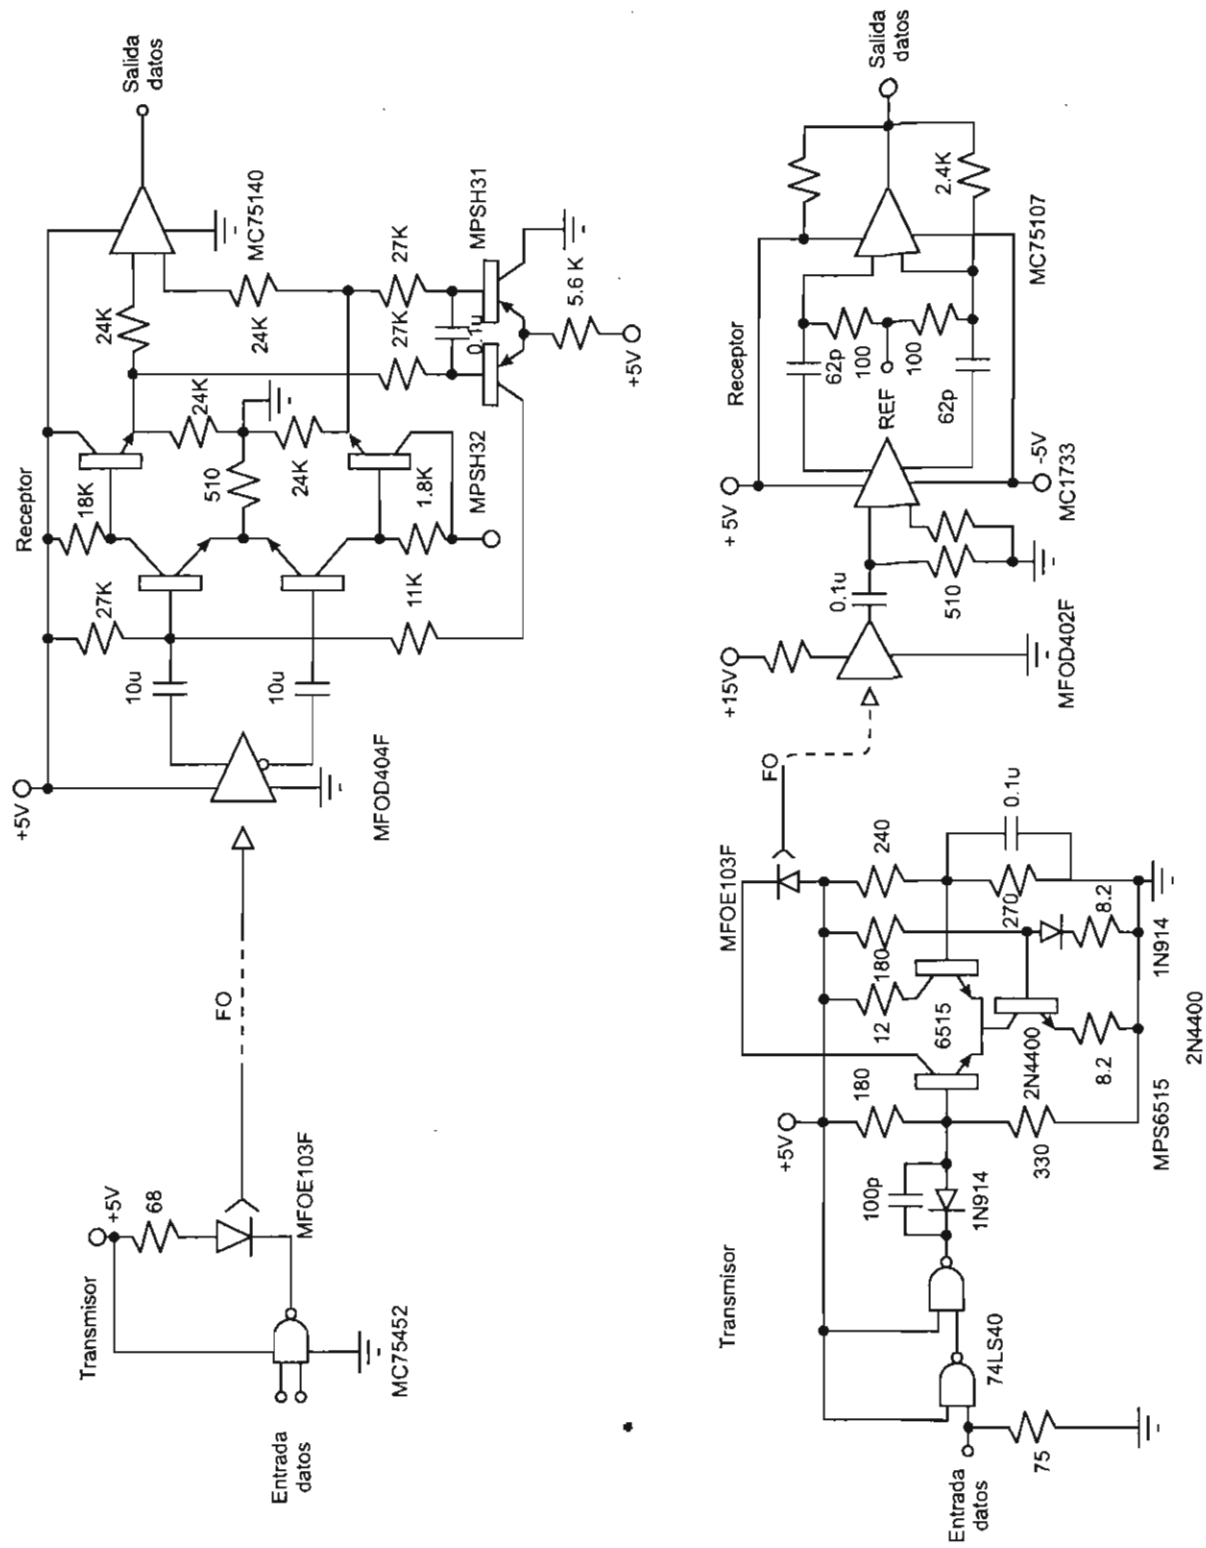 Transmisor
+5V
68
MFOE103F
Entrada
datos
MC75452
FO
+5V
MFOD404F
Receptor
10u
10u
27K
18K
11K
510
24K
24K
1.8K
MPSH32
24K
24K
MC75140
27K
27K
0.1u
MPSH31
5.6 K
+5V
Salida
datos
Transmisor
Entrada
datos
75
74LS40
100p
1N914
+5V
180
330
MPS6515
12
180
6515
2N4400
8.2
2N4400
MFOE103F
240
270
0.1u
8.2
1N914
FO
+15V
MFOD402F
0.1u
510
Receptor
+5V
-5V
MC1733
REF
62p
62p
100
100
MC75107
2.4K
Salida
datos